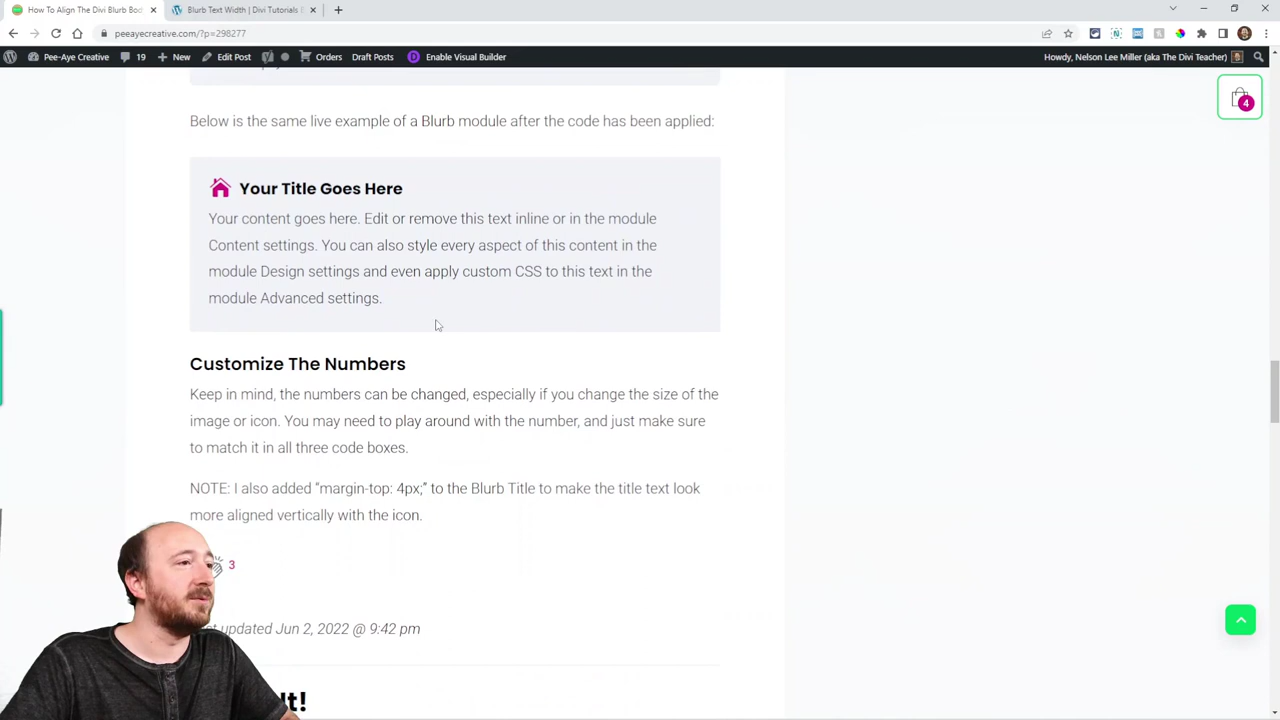 How To Align The Divi Blurb Bod
Blurb Text Width | Divi Tutorials E
peeayecreative.com/?p=298277
Pee-Aye Creative
19
New
Edit Post
Orders
Draft Posts
Enable Visual Builder
Howdy, Nelson Lee Miller (aka The Divi Teacher)
4
Below is the same live example of a Blurb module after the code has been applied:
Your Title Goes Here
Your content goes here. Edit or remove this text inline or in the module
Content settings. You can also style every aspect of this content in the
module Design settings and even apply custom CSS to this text in the
module Advanced settings.
Customize The Numbers
Keep in mind, the numbers can be changed, especially if you change the size of the
image or icon. You may need to play around with the number, and just make sure
to match it in all three code boxes.
NOTE: I also added “margin-top: 4px;” to the Blurb Title to make the title text look
more aligned vertically with the icon.
3
updated Jun 2, 2022 @ 9:42 pm
It!